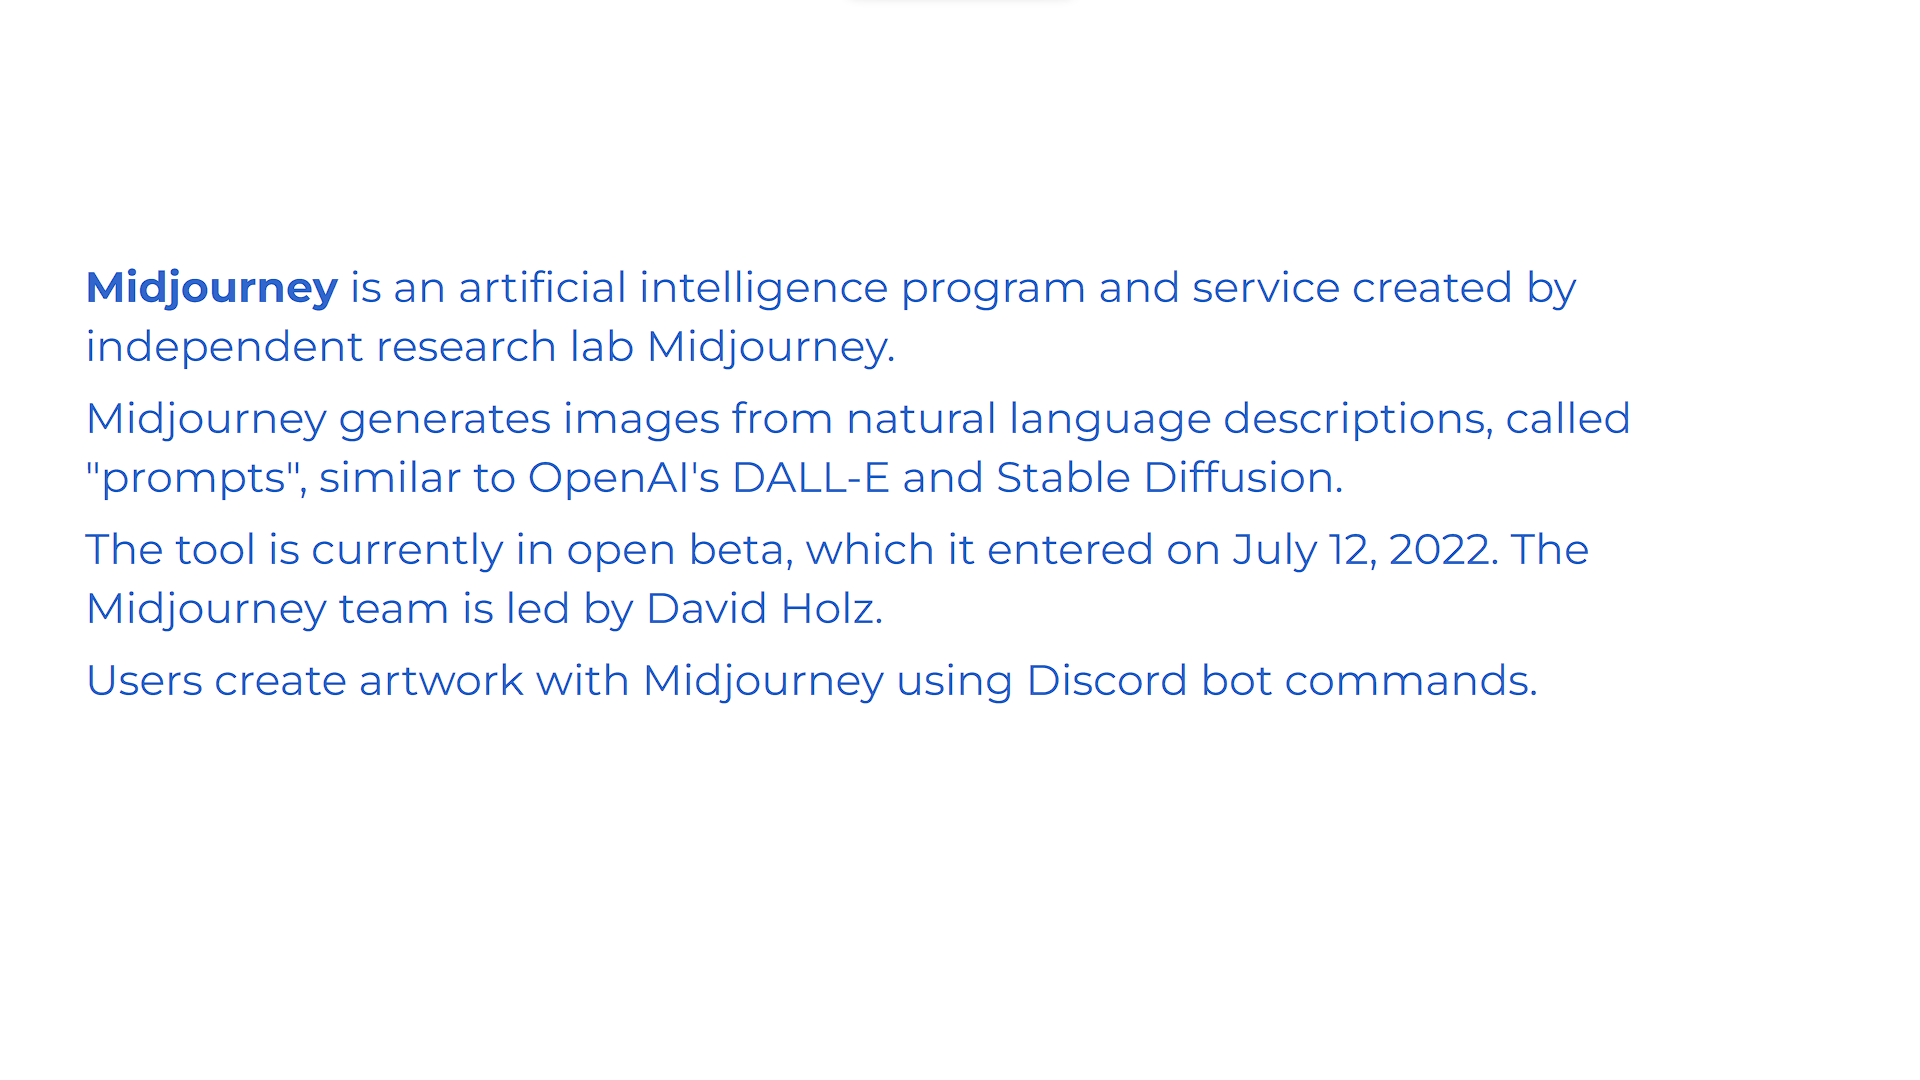 Midjourney is an artificial intelligence program and service created by
independent research lab Midjourney.
Midjourney generates images from natural language descriptions, called
"prompts", similar to OpenAI's DALL-E and Stable Diffusion.
The tool is currently in open beta, which it entered on July 12, 2022. The
Midjourney team is led by David Holz.
Users create artwork with Midjourney using Discord bot commands.